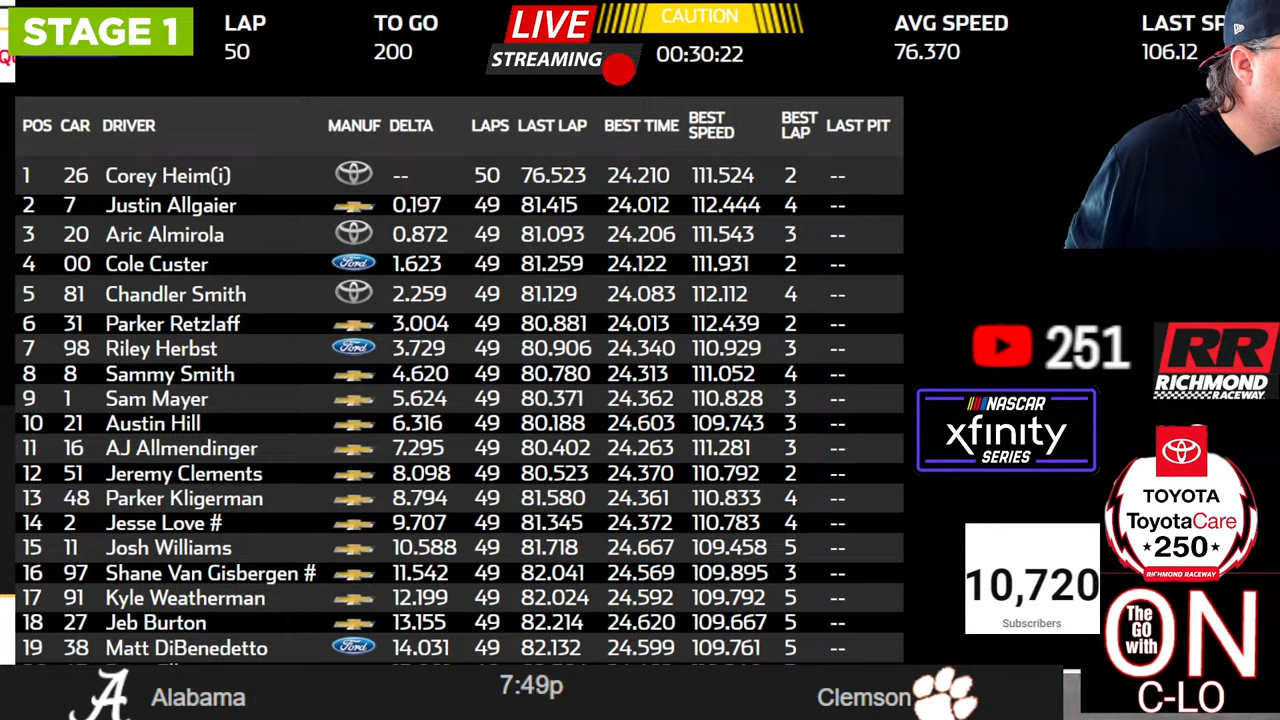 STAGE 1
LAP
50
TO GO
200
LIVE
STREAMING
CAUTION
00:30:22
AVG SPEED
76.370
LAST SP
106.12
POS CAR DRIVER MANUF DELTA LAPS LAST LAP BEST TIME BEST SPEED BEST LAP LAST PIT
1 26 Corey Heim(i) -- 50 76.523 24.210 111.524 2 --
2 7 Justin Allgaier 0.197 49 81.415 24.012 112.444 4 --
3 20 Aric Almirola 0.872 49 81.093 24.206 111.543 3 --
4 00 Cole Custer Ford 1.623 49 81.259 24.122 111.931 2 --
5 81 Chandler Smith 2.259 49 81.129 24.083 112.112 4 --
6 31 Parker Retzlaff 3.004 49 80.881 24.013 112.439 2 --
7 98 Riley Herbst Ford 3.729 49 80.906 24.340 110.929 3 --
8 8 Sammy Smith 4.620 49 80.780 24.313 111.052 4 --
9 1 Sam Mayer 5.624 49 80.371 24.362 110.828 3 --
10 21 Austin Hill 6.316 49 80.188 24.603 109.743 3 --
11 16 AJ Allmendinger 7.295 49 80.402 24.263 111.281 3 --
12 51 Jeremy Clements 8.098 49 80.523 24.370 110.792 2 --
13 48 Parker Kligerman 8.794 49 81.580 24.361 110.833 4 --
14 2 Jesse Love # 9.707 49 81.345 24.372 110.783 4 --
15 11 Josh Williams 10.588 49 81.718 24.667 109.458 5 --
16 97 Shane Van Gisbergen # 11.542 49 82.041 24.569 109.895 3 --
17 91 Kyle Weatherman 12.199 49 82.024 24.592 109.792 5 --
18 27 Jeb Burton 13.155 49 82.214 24.620 109.667 5 --
19 38 Matt DiBenedetto Ford 14.031 49 82.132 24.599 109.761 5 --
251
RR
RICHMOND
RACEWAY
NASCAR
xfinity
SERIES
TOYOTA
ToyotaCare
250
RICHMOND RACEWAY
10,720
Subscribers
The GO with
ON
C-LO
A Alabama
7:49p
Clemson